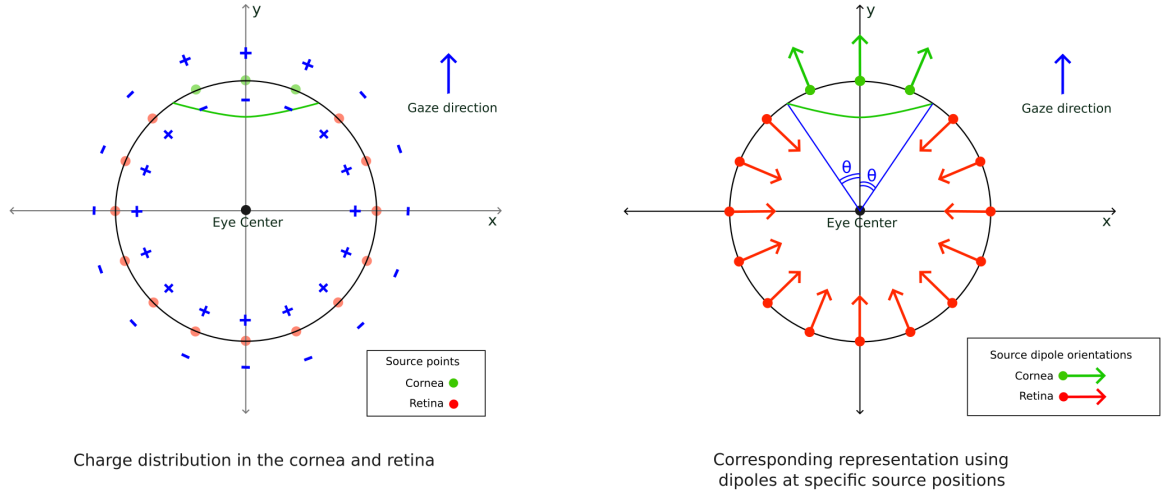 y
Gaze direction
Eye Center
x
Source points
Cornea
Retina
Charge distribution in the cornea and retina
y
Gaze direction
θ
θ
Eye Center
x
Source dipole orientations
Cornea
Retina
Corresponding representation using
dipoles at specific source positions